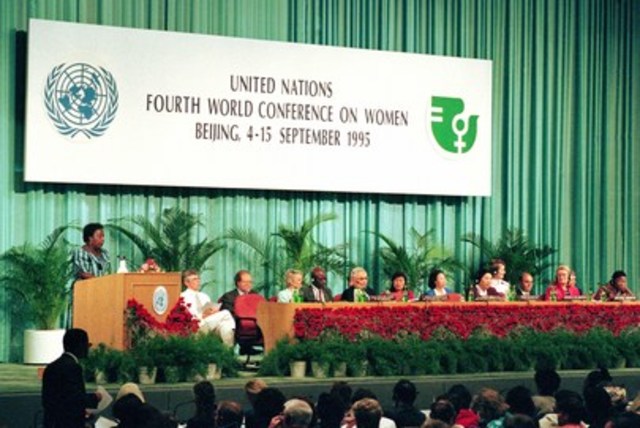 UNITED NATIONS
FOURTH WORLD CONFERENCE ON WOMEN
BEIJING, 4-15 SEPTEMBER 1995